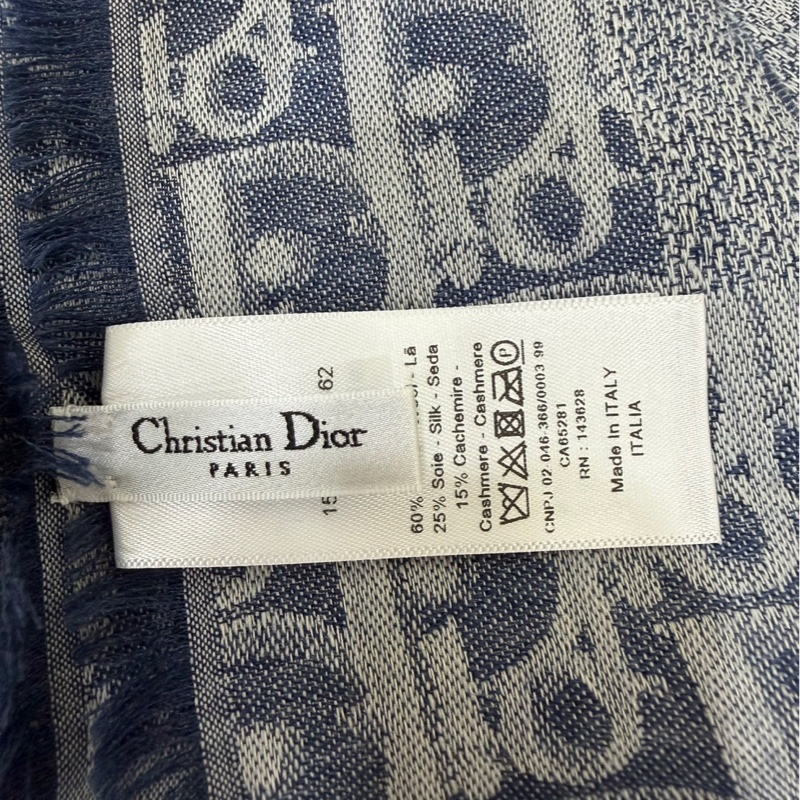 Christian Dior
PARIS
15 62
60% - Lã
25% Soie - Silk - Seda
15% Cachemire -
Cashmere - Cashmere
P
CNPJ 02.046.366/0003 99
CA65281
RN : 143628
Made In ITALY
ITALIA